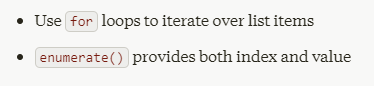 • Use for loops to iterate over list items
• enumerate() provides both index and value